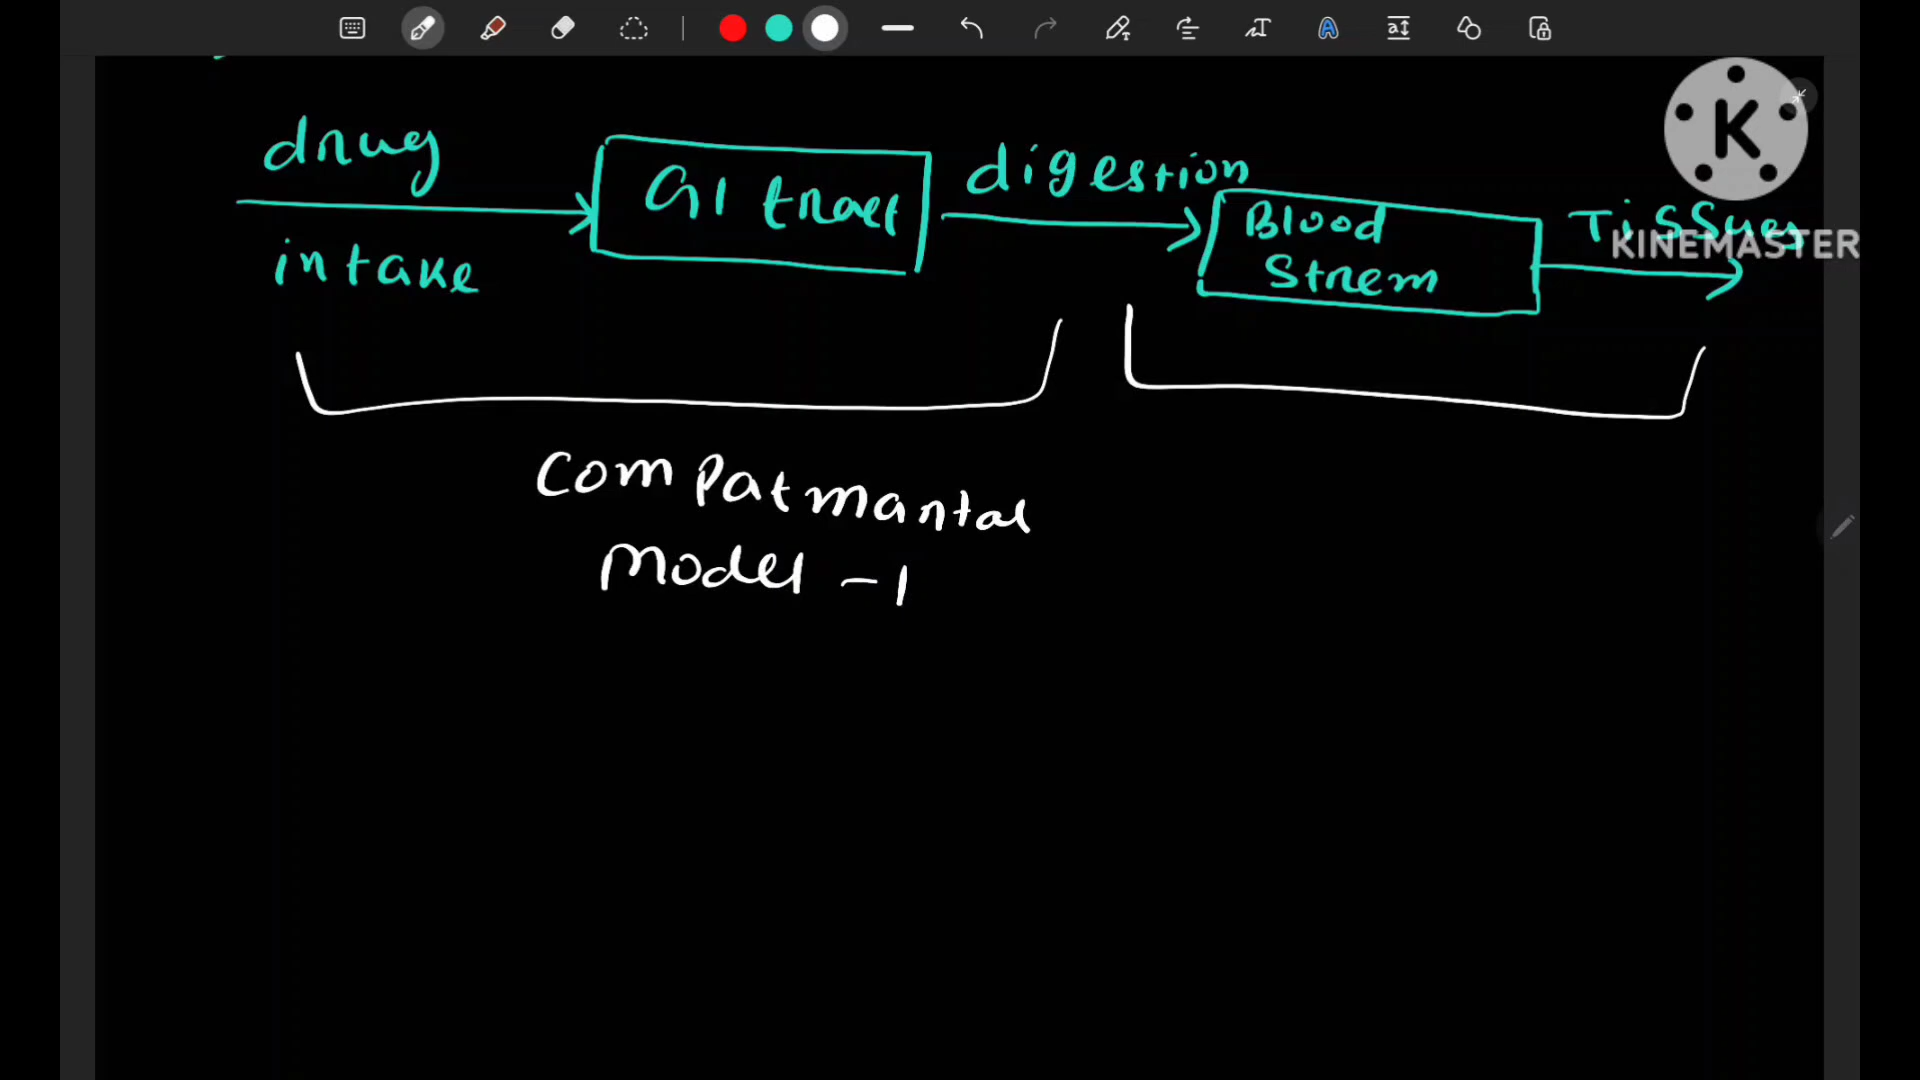 drug
intake
GI tract
digestion
Blood
Strem
Tissues
KINEMASTER
Compatmantal
Model -1